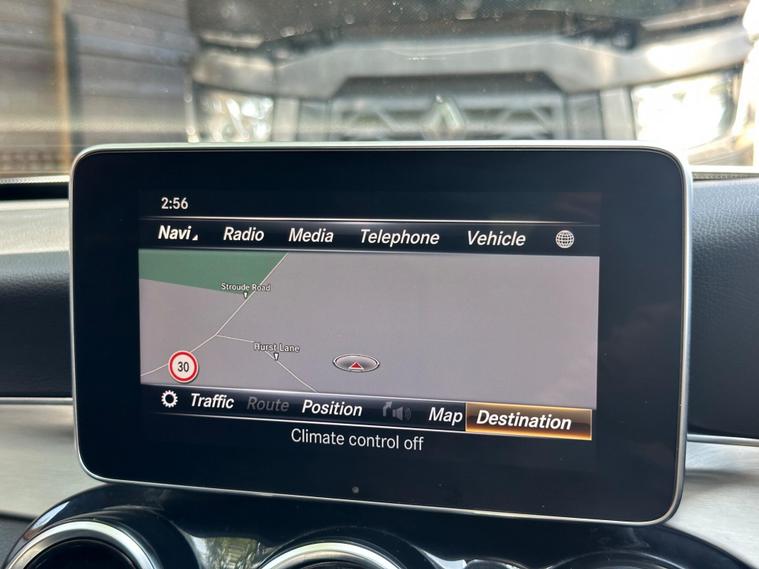 2:56
Navi Radio Media Telephone Vehicle
Stroude Road
Hurst Lane
30
Traffic Route Position Map Destination
Climate control off